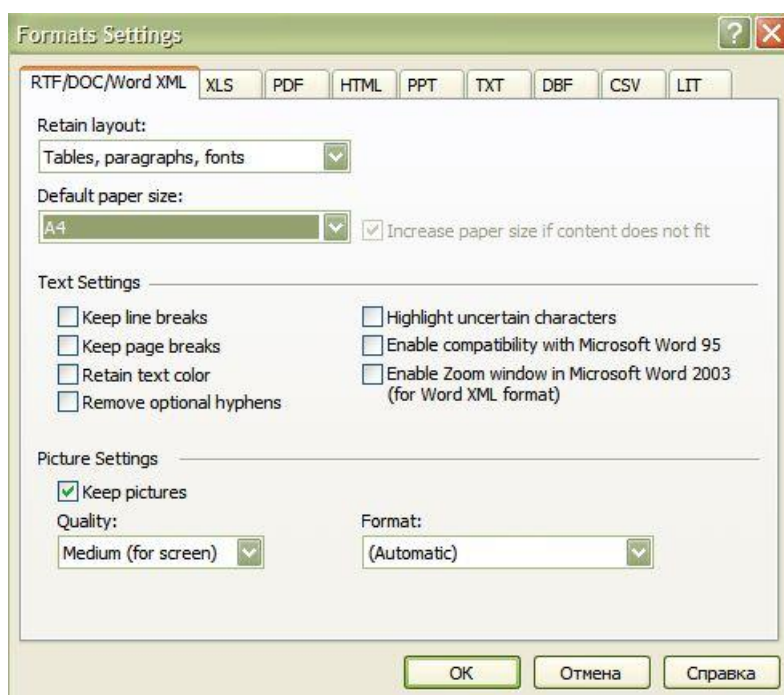 Formats Settings
RTF/DOC/Word XML XLS PDF HTML PPT TXT DBF CSV LIT
Retain layout:
Tables, paragraphs, fonts
Default paper size:
A4 Increase paper size if content does not fit
Text Settings
Keep line breaks Highlight uncertain characters
Keep page breaks Enable compatibility with Microsoft Word 95
Retain text color Enable Zoom window in Microsoft Word 2003
Remove optional hyphens (for Word XML format)
Picture Settings
Keep pictures
Quality: Format:
Medium (for screen) (Automatic)
OK Отмена Справка